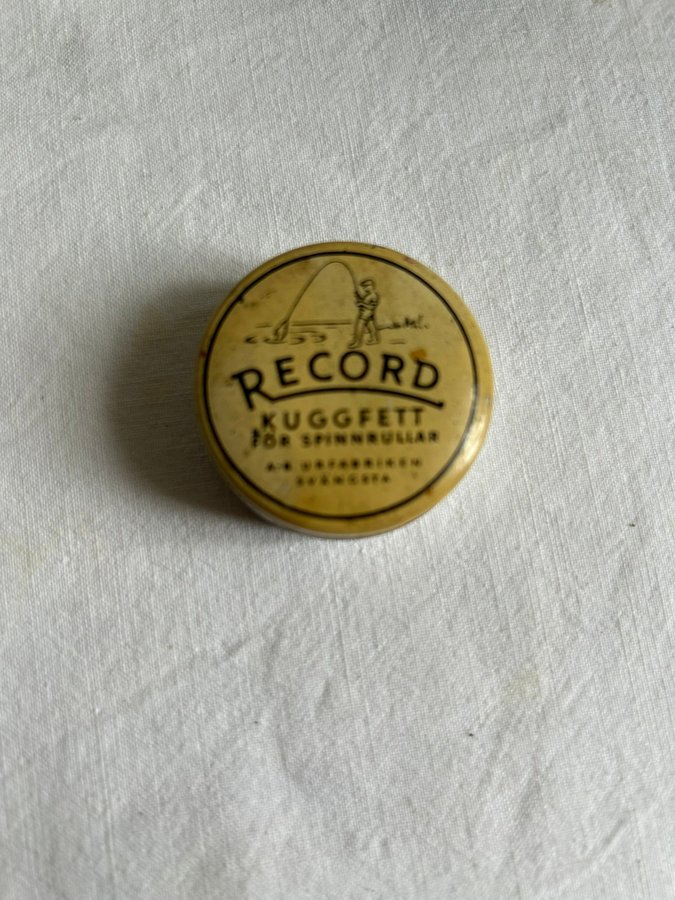 RECORD
KUGGFETT
FÖR SPINNRULLAR
A-B URFABRIKEN
SVÄNGSTA